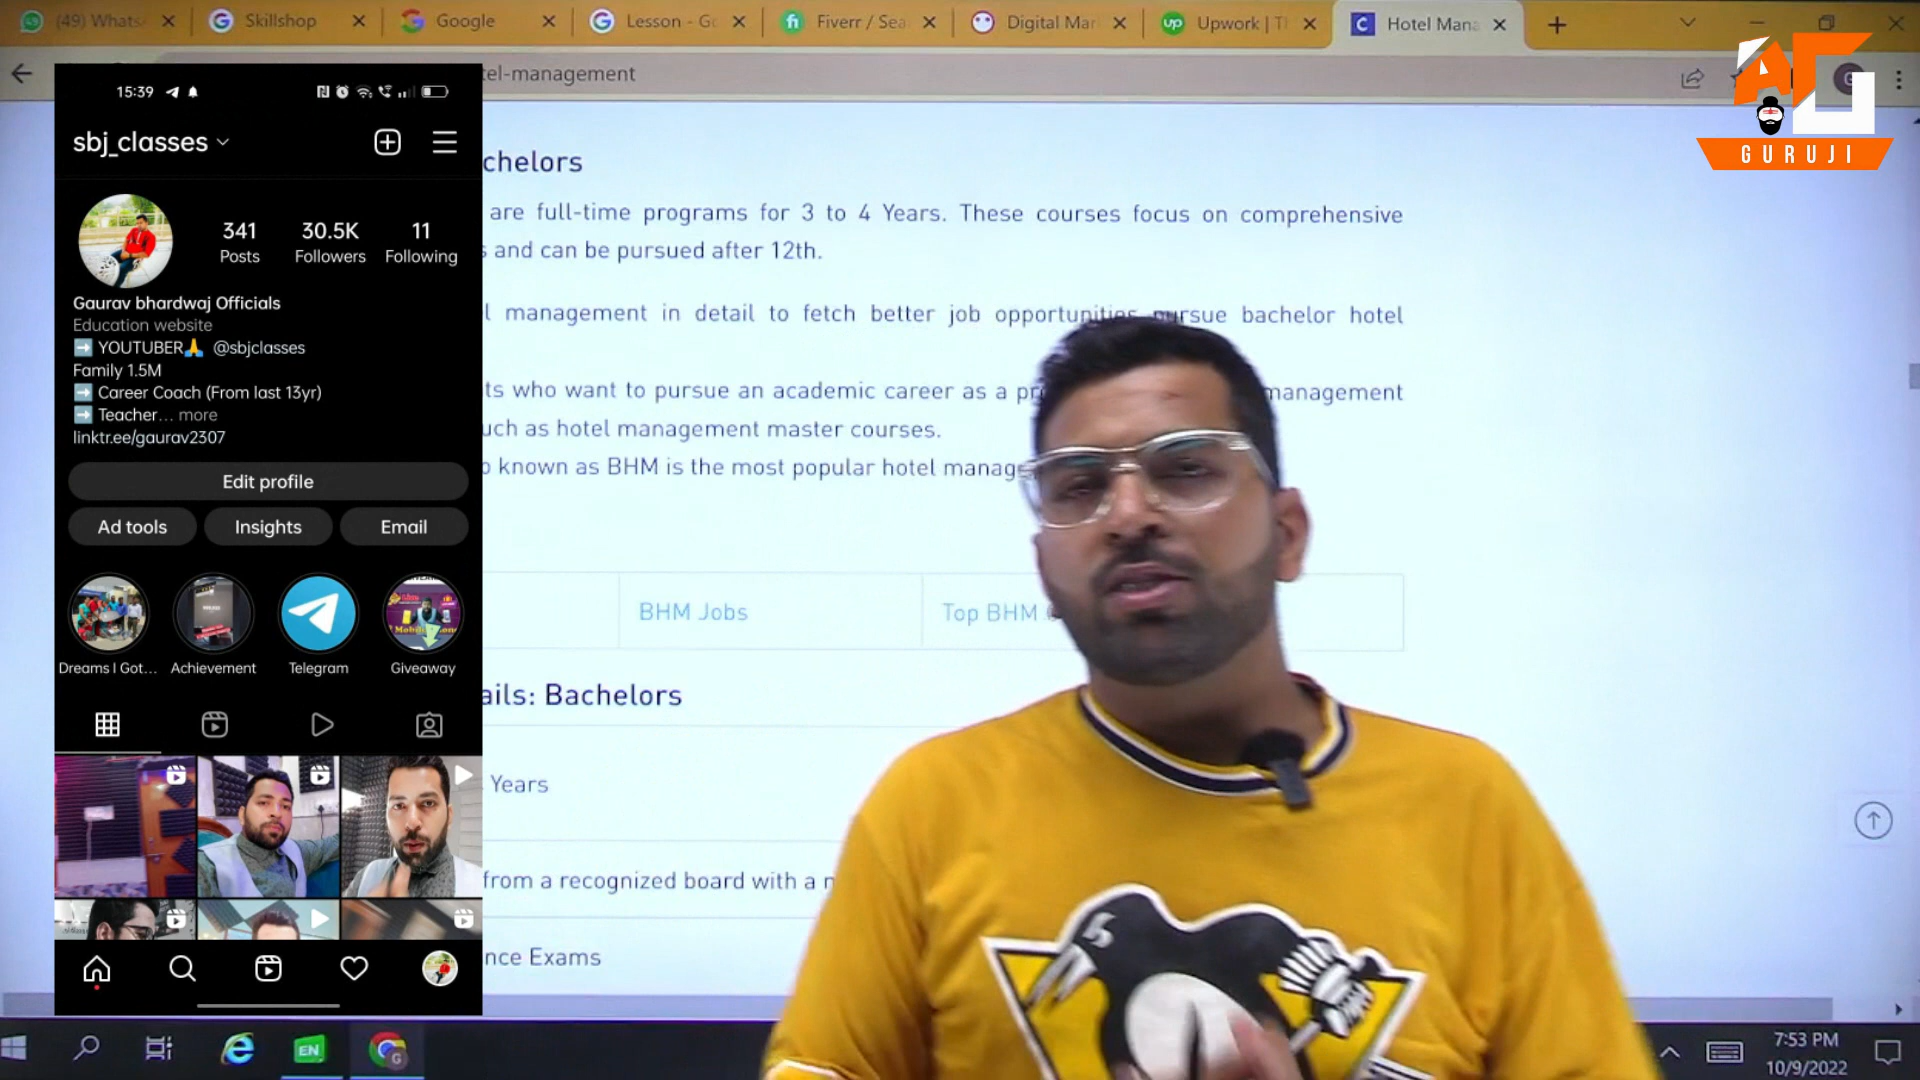 (49) Whats
Skillshop
Google
Lesson - Go
Fiverr / Sea
Digital Mar
Upwork | Th
Hotel Mana
tel-management
AG
GURUJI
15:39
sbj_classes
341
Posts
30.5K
Followers
11
Following
Gaurav bhardwaj Officials
Education website
YOUTUBER @sbjclasses
Family 1.5M
Career Coach (From last 13yr)
Teacher... more
linktr.ee/gaurav2307
Edit profile
Ad tools
Insights
Email
Dreams I Got...
Achievement
Telegram
Giveaway
chelors
are full-time programs for 3 to 4 Years. These courses focus on comprehensive
s and can be pursued after 12th.
l management in detail to fetch better job opportunities pursue bachelor hotel
ts who want to pursue an academic career as a pr management
uch as hotel management master courses.
o known as BHM is the most popular hotel manage
BHM Jobs
Top BHM
ails: Bachelors
Years
from a recognized board with a
nce Exams
EN
7:53 PM
10/9/2022